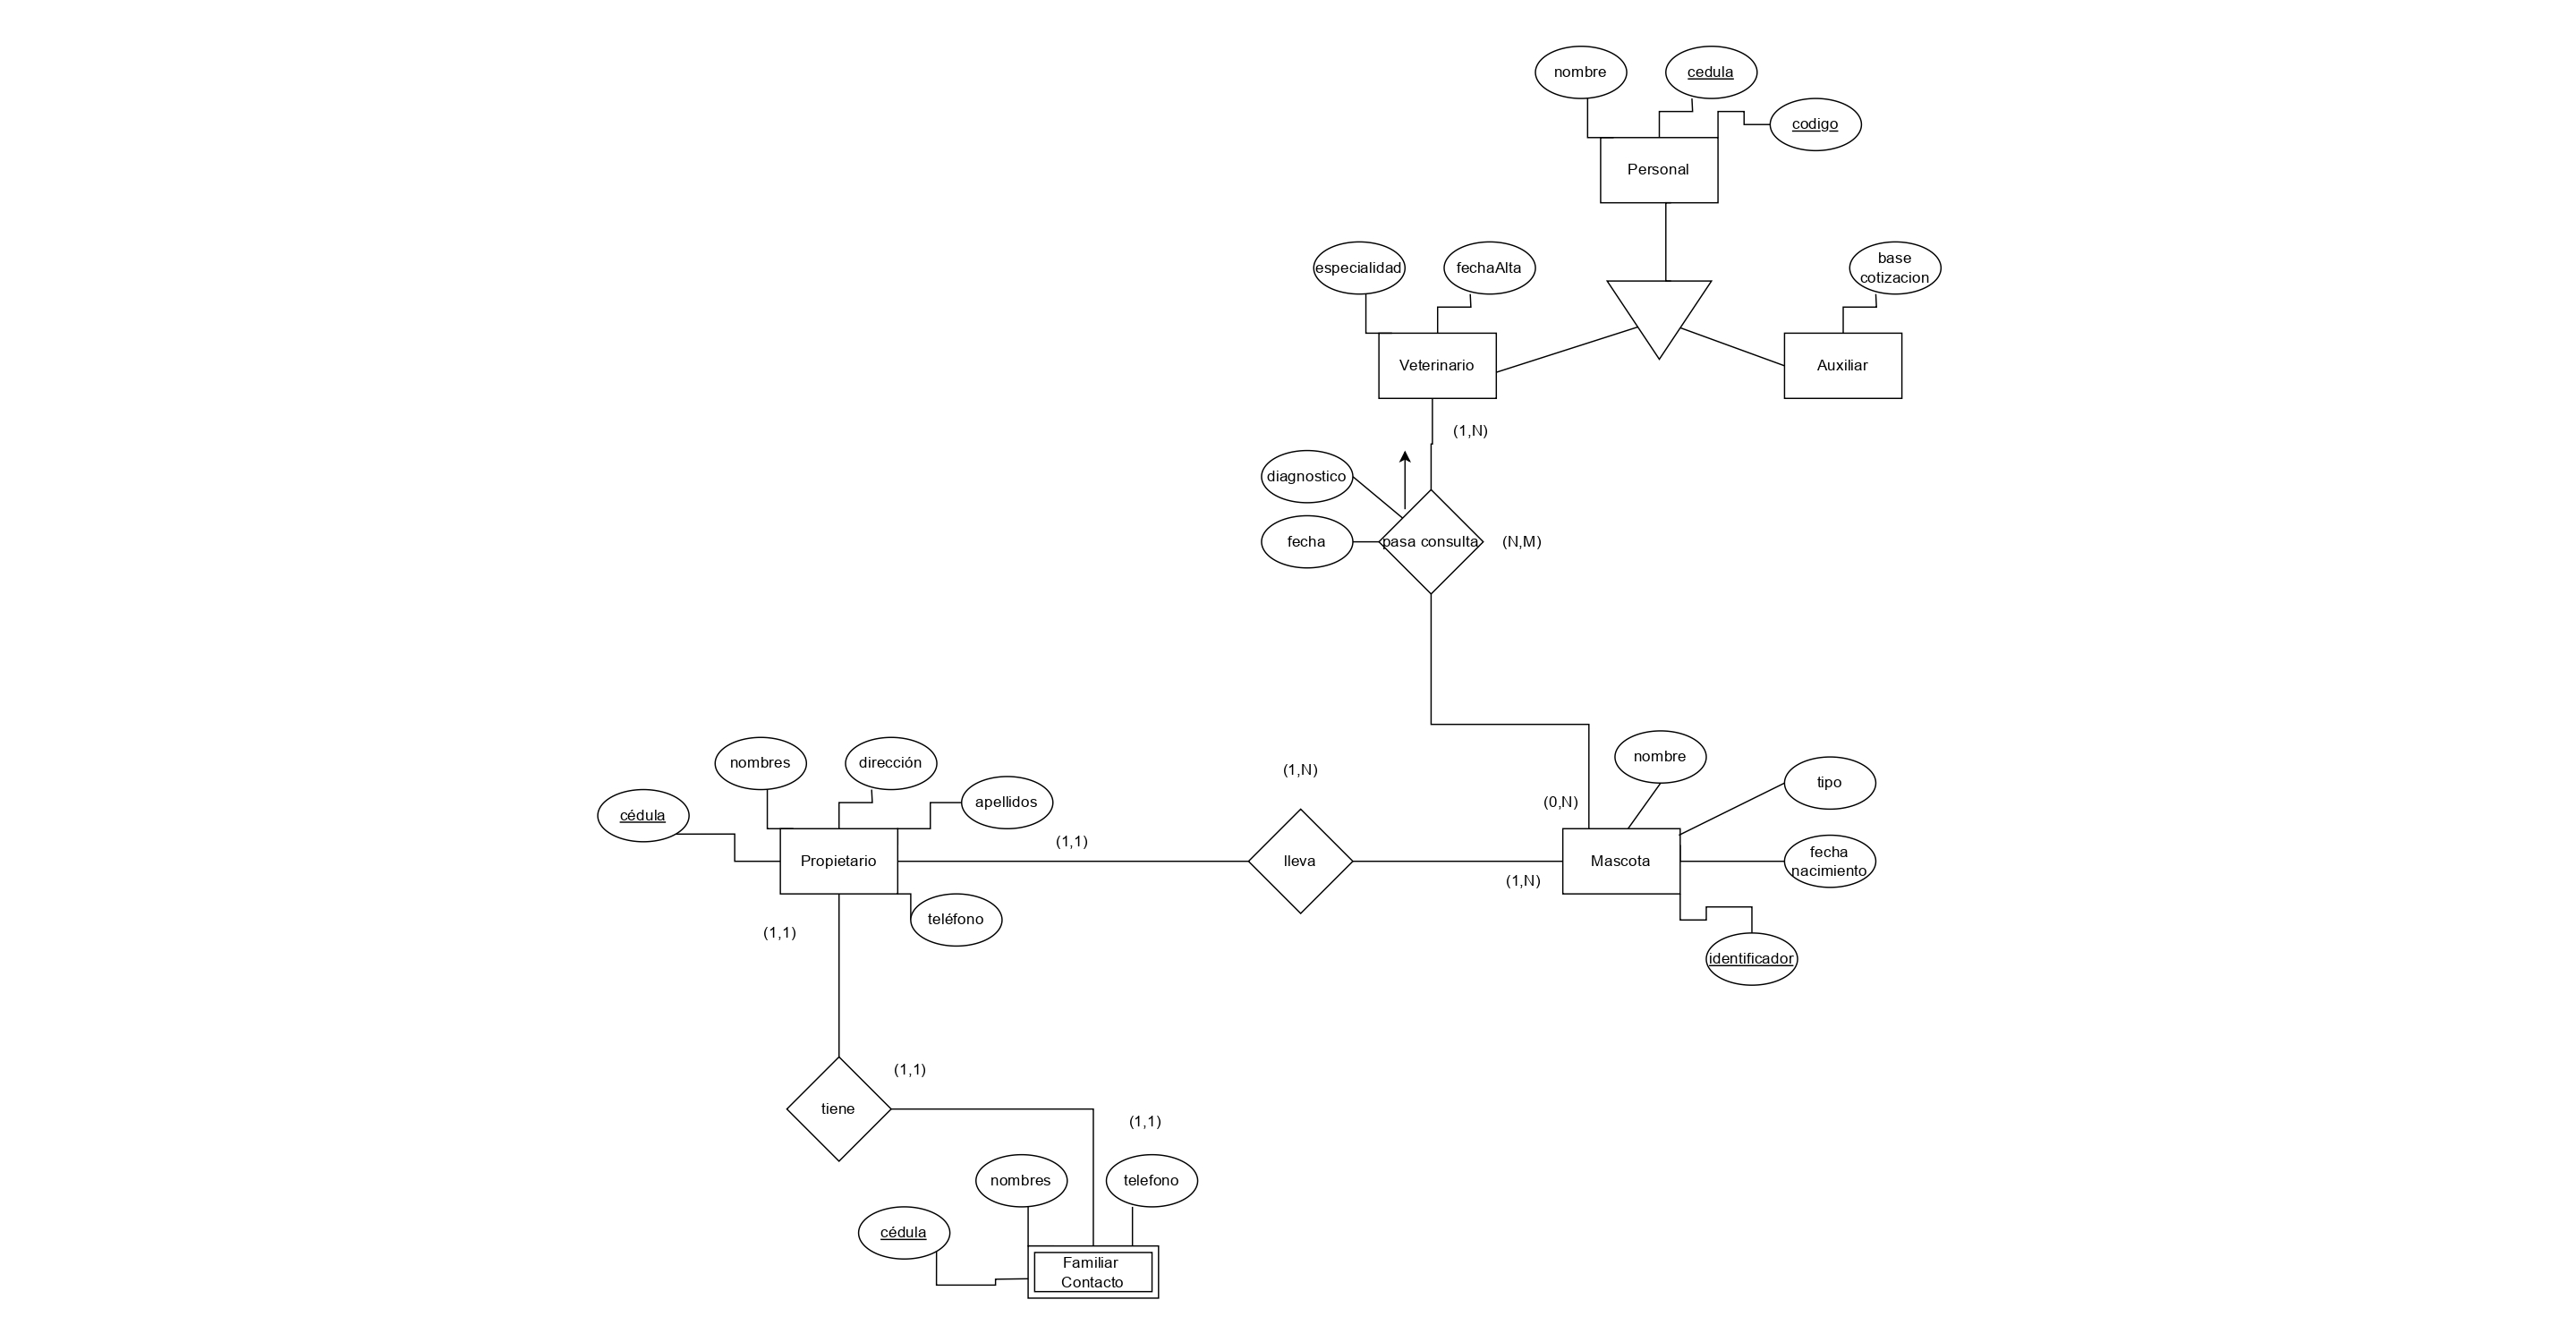 nombre
cedula
codigo
Personal
especialidad
fechaAlta
base
cotizacion
Veterinario
Auxiliar
(1,N)
diagnostico
fecha
pasa consulta
(N,M)
nombres
dirección
nombre
tipo
(1,N)
cédula
apellidos
(0,N)
(1,1)
Propietario
lleva
Mascota
fecha
nacimiento
(1,N)
teléfono
(1,1)
identificador
(1,1)
tiene
(1,1)
nombres
telefono
cédula
Familiar
Contacto